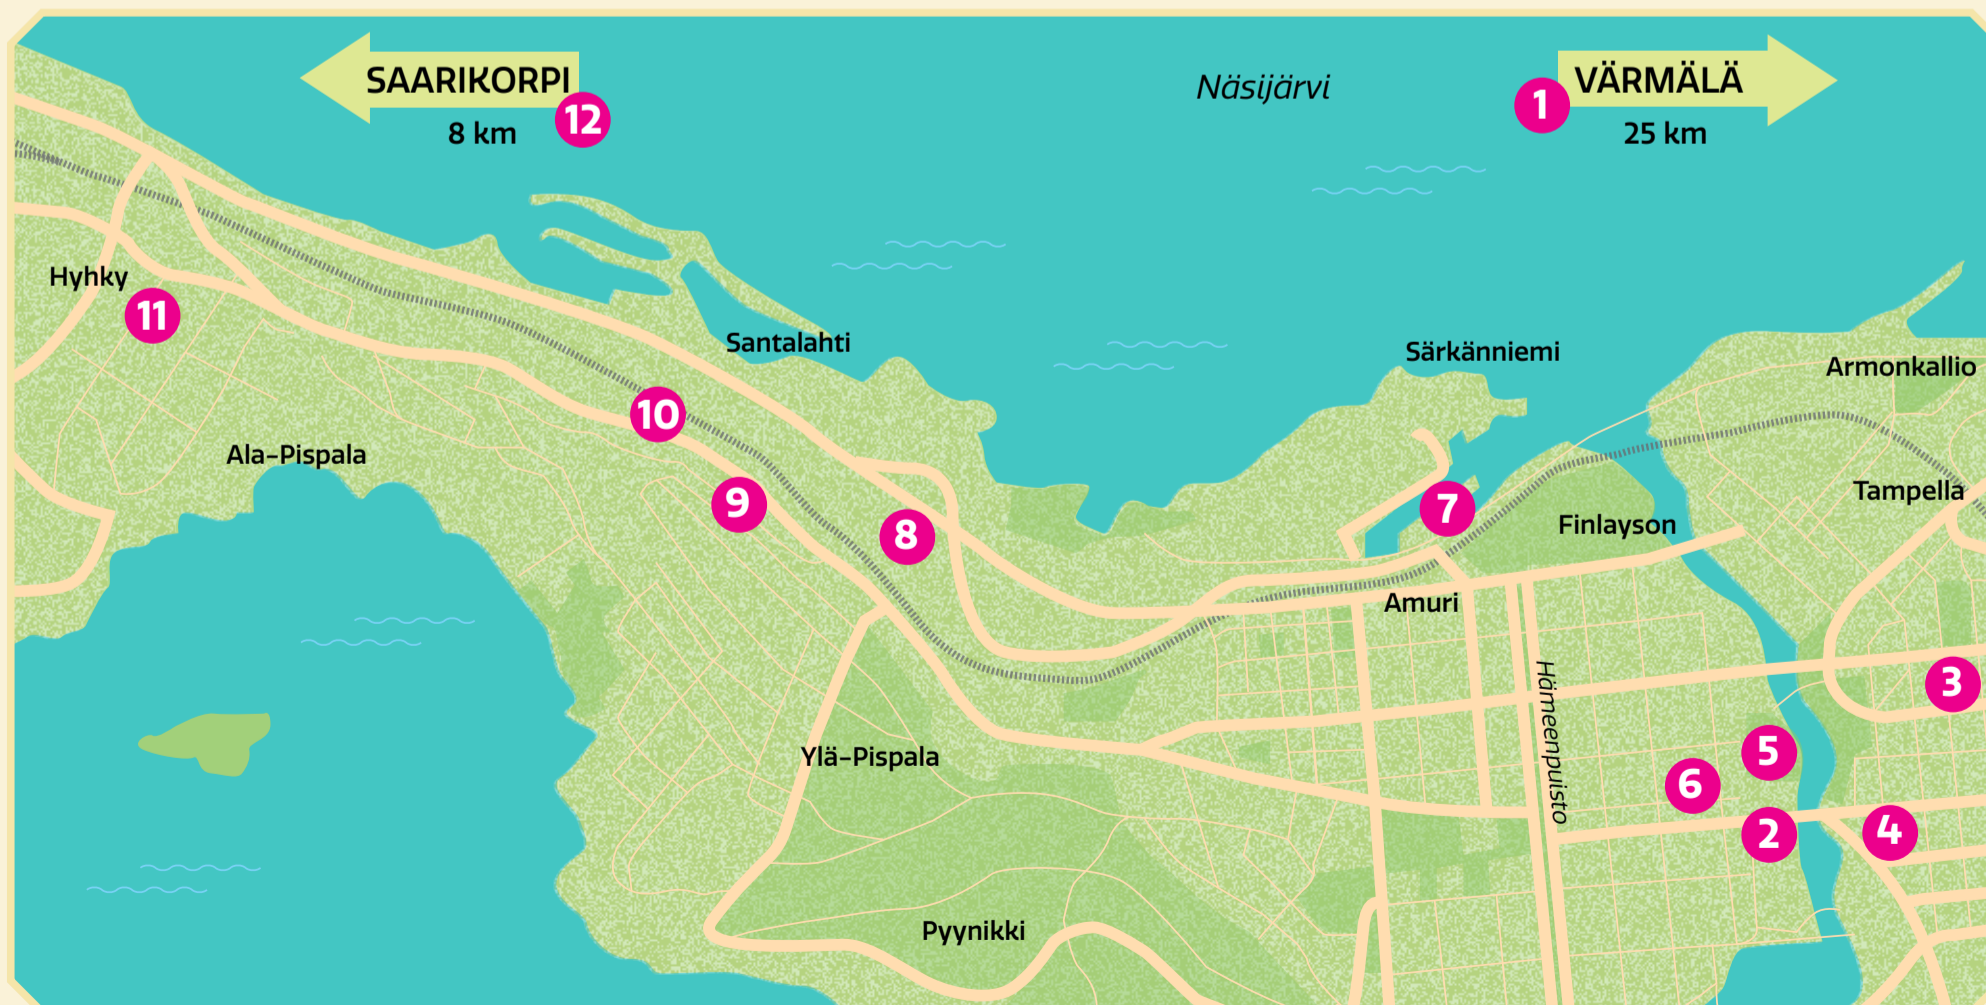 SAARIKORPI
8 km
12
Näsijärvi
1
VÄRMÄLÄ
25 km
Hyhky
11
Santalahti
Särkänniemi
Armonkallio
10
Ala-Pispala
9
8
7
Finlayson
Tampella
Amuri
Hämeenpuisto
3
Ylä-Pispala
5
6
2
4
Pyynikki